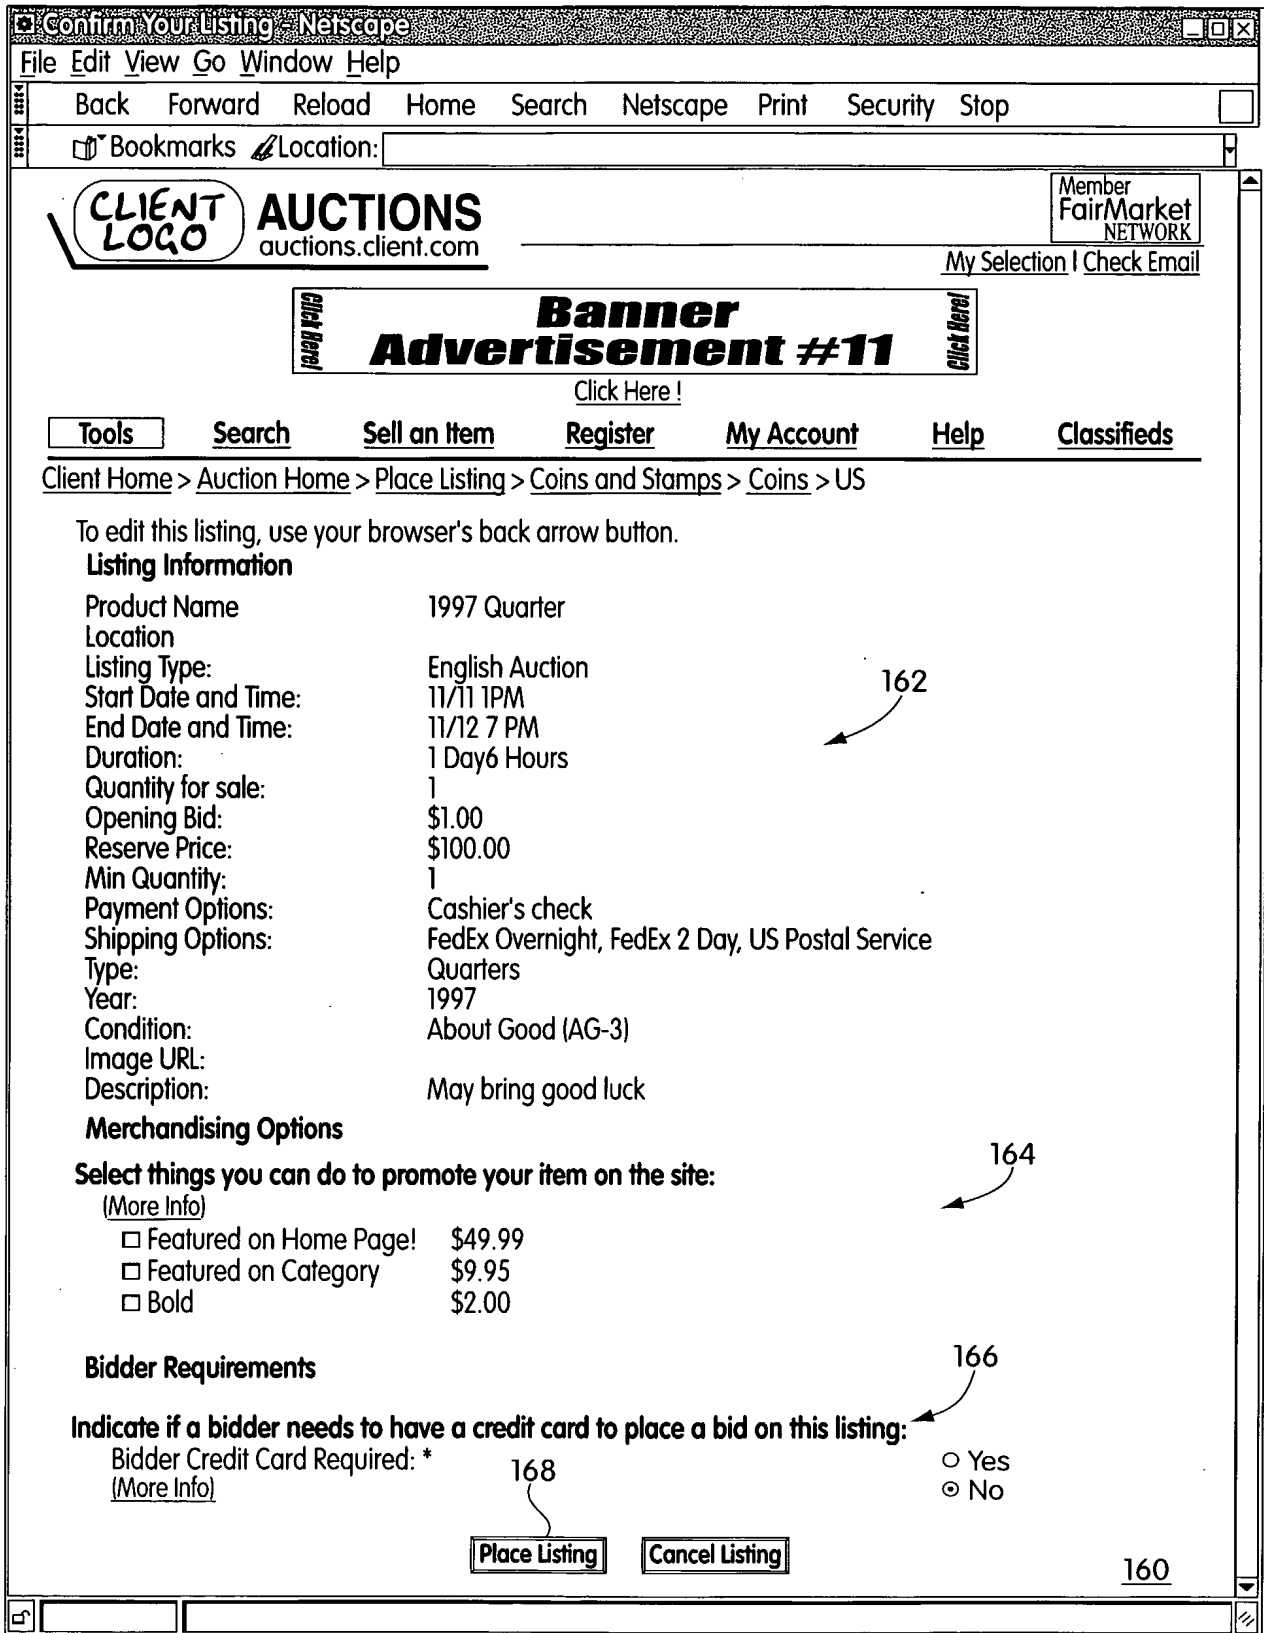 Confirm Your Listing - Netscape
File Edit View Go Window Help
Back Forward Reload Home Search Netscape Print Security Stop
Bookmarks Location:
CLIENT LOGO
AUCTIONS
auctions.client.com
Member
FairMarket
NETWORK
My Selection | Check Email
Click Here!
Banner
Advertisement #11
Click Here!
Click Here !
Tools Search Sell an Item Register My Account Help Classifieds
Client Home > Auction Home > Place Listing > Coins and Stamps > Coins > US
To edit this listing, use your browser's back arrow button.
Listing Information
Product Name 1997 Quarter
Location
Listing Type: English Auction
162
Start Date and Time: 11/11 1PM
End Date and Time: 11/12 7 PM
Duration: 1 Day6 Hours
Quantity for sale: 1
Opening Bid: $1.00
Reserve Price: $100.00
Min Quantity: 1
Payment Options: Cashier's check
Shipping Options: FedEx Overnight, FedEx 2 Day, US Postal Service
Type: Quarters
Year: 1997
Condition: About Good (AG-3)
Image URL:
Description: May bring good luck
Merchandising Options
164
Select things you can do to promote your item on the site:
(More Info)
Featured on Home Page! $49.99
Featured on Category $9.95
Bold $2.00
166
Bidder Requirements
Indicate if a bidder needs to have a credit card to place a bid on this listing:
Bidder Credit Card Required: * Yes
168
(More Info) No
Place Listing Cancel Listing
160